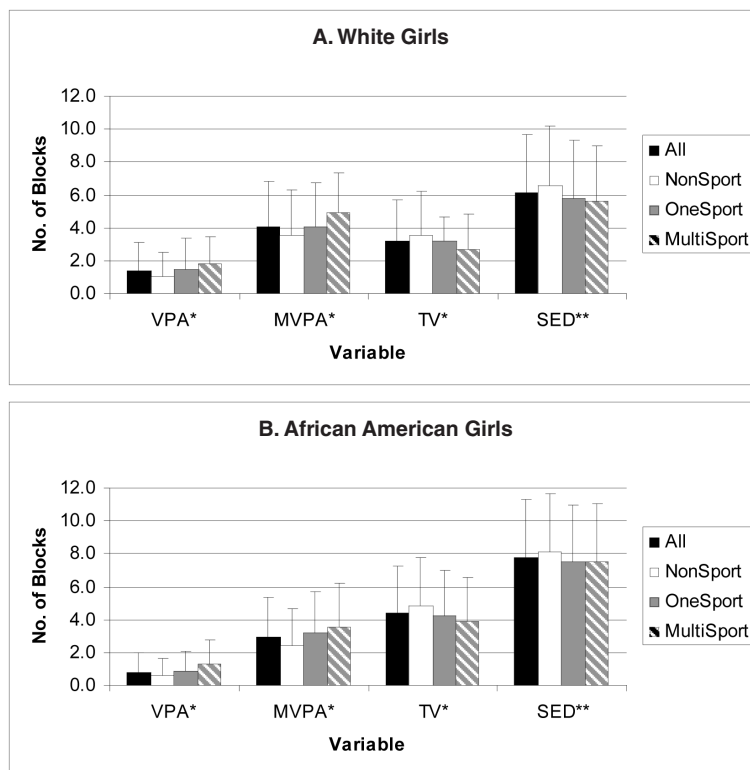 A. White Girls
12.0
10.0
8.0
6.0
4.0
2.0
0.0
No. of Blocks
VPA* MVPA* TV* SED**
Variable
All
NonSport
OneSport
MultiSport
B. African American Girls
12.0
10.0
8.0
6.0
4.0
2.0
0.0
No. of Blocks
VPA* MVPA* TV* SED**
Variable
All
NonSport
OneSport
MultiSport